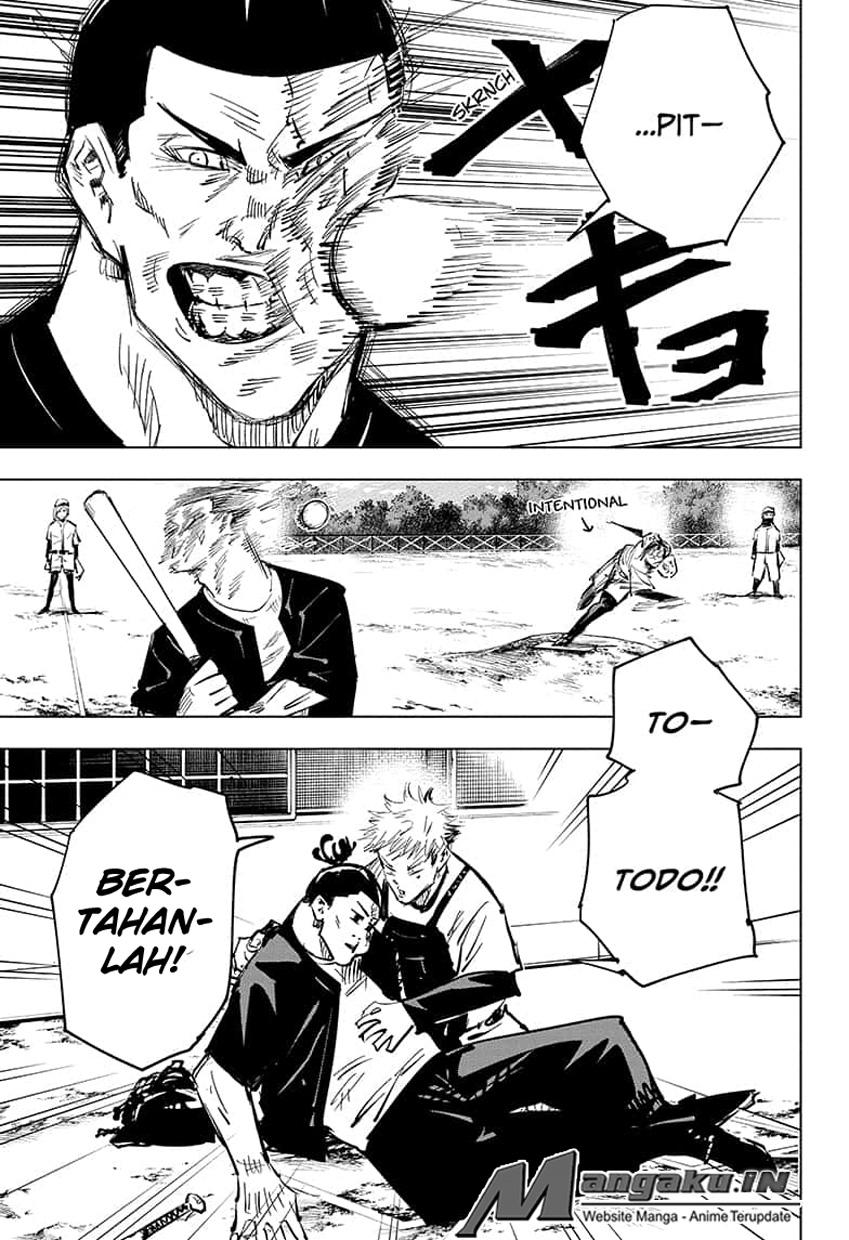 ...PIT—
SKRNCH
メキョ
INTENTIONAL
TO—
TODO!!
BER-
TAHAN-
LAH!
Mangaku.IN
Website Manga - Anime Terupdate